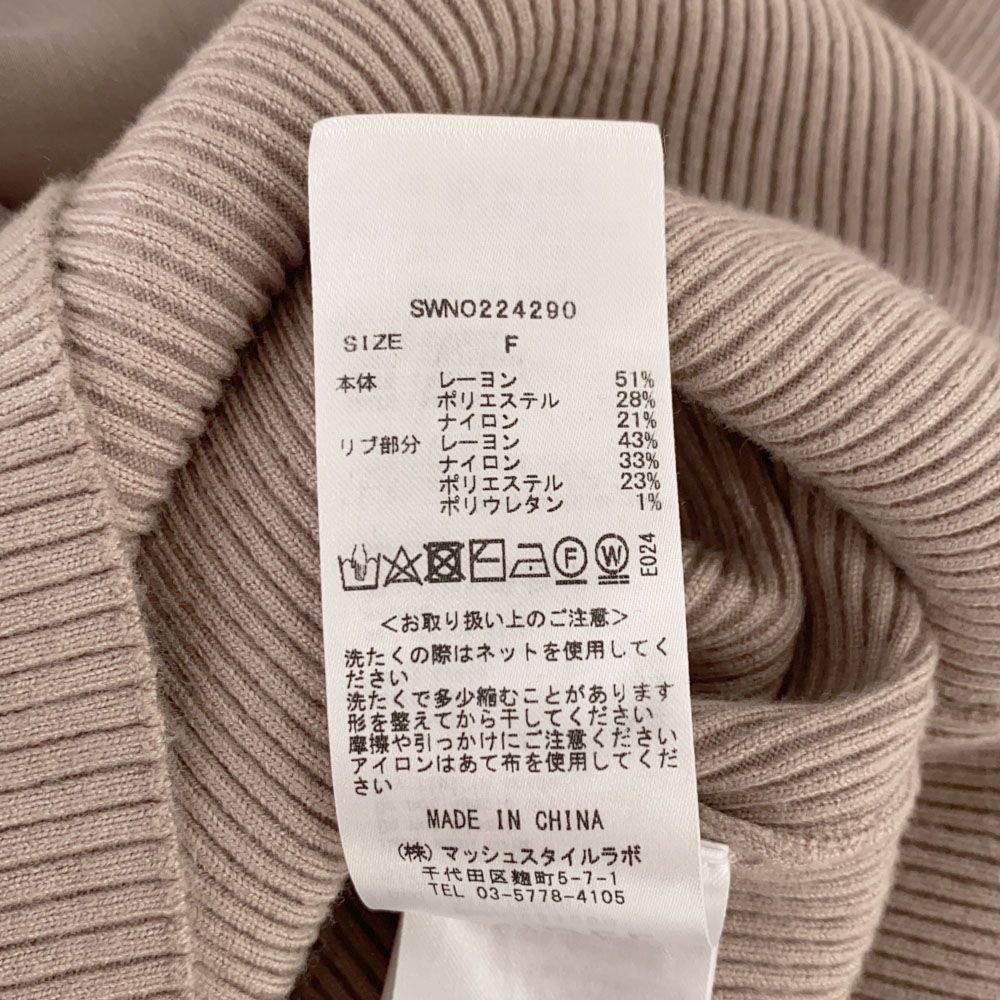 SWNO224290
SIZE F
本体 レーヨン 51%
ポリエステル 28%
ナイロン 21%
リブ部分 レーヨン 43%
ナイロン 33%
ポリエステル 23%
ポリウレタン 1%
F W E024
<お取り扱い上のご注意>
洗たくの際はネットを使用してく
ださい
洗たくで多少縮むことがあります
形を整えてから干してください
摩擦や引っかけにご注意ください
アイロンはあて布を使用してくだ
さい
MADE IN CHINA
(株)マッシュスタイルラボ
千代田区麹町5-7-1
TEL 03-5778-4105